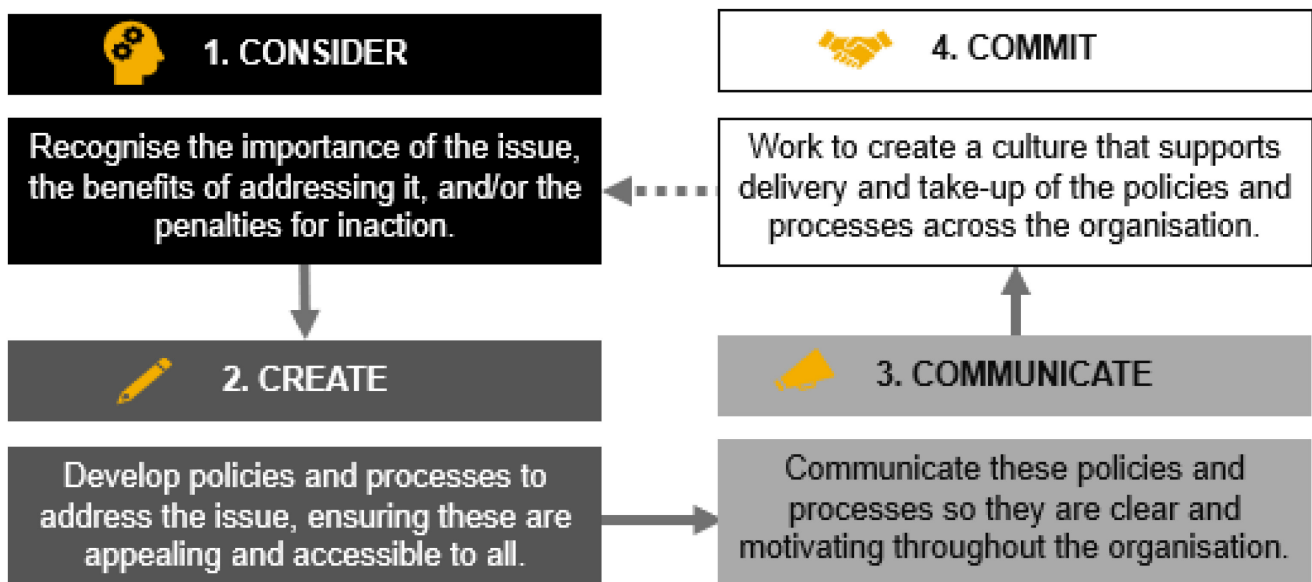 1. CONSIDER
Recognise the importance of the issue,
the benefits of addressing it, and/or the
penalties for inaction.
2. CREATE
Develop policies and processes to
address the issue, ensuring these are
appealing and accessible to all.
3. COMMUNICATE
Communicate these policies and
processes so they are clear and
motivating throughout the organisation.
4. COMMIT
Work to create a culture that supports
delivery and take-up of the policies and
processes across the organisation.